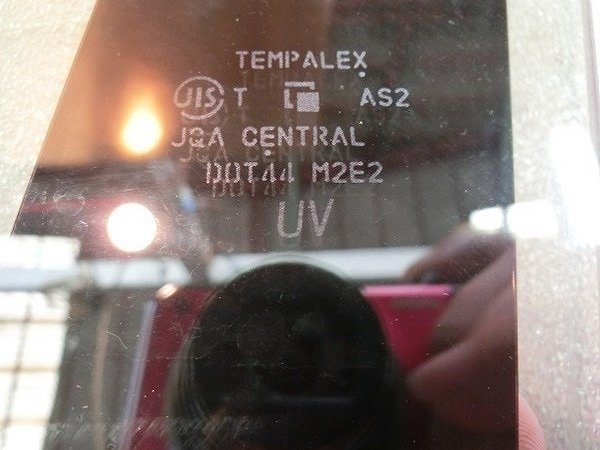 TEMPALEX
JIS T AS2
JQA CENTRAL
DOT44 M2E2
UV